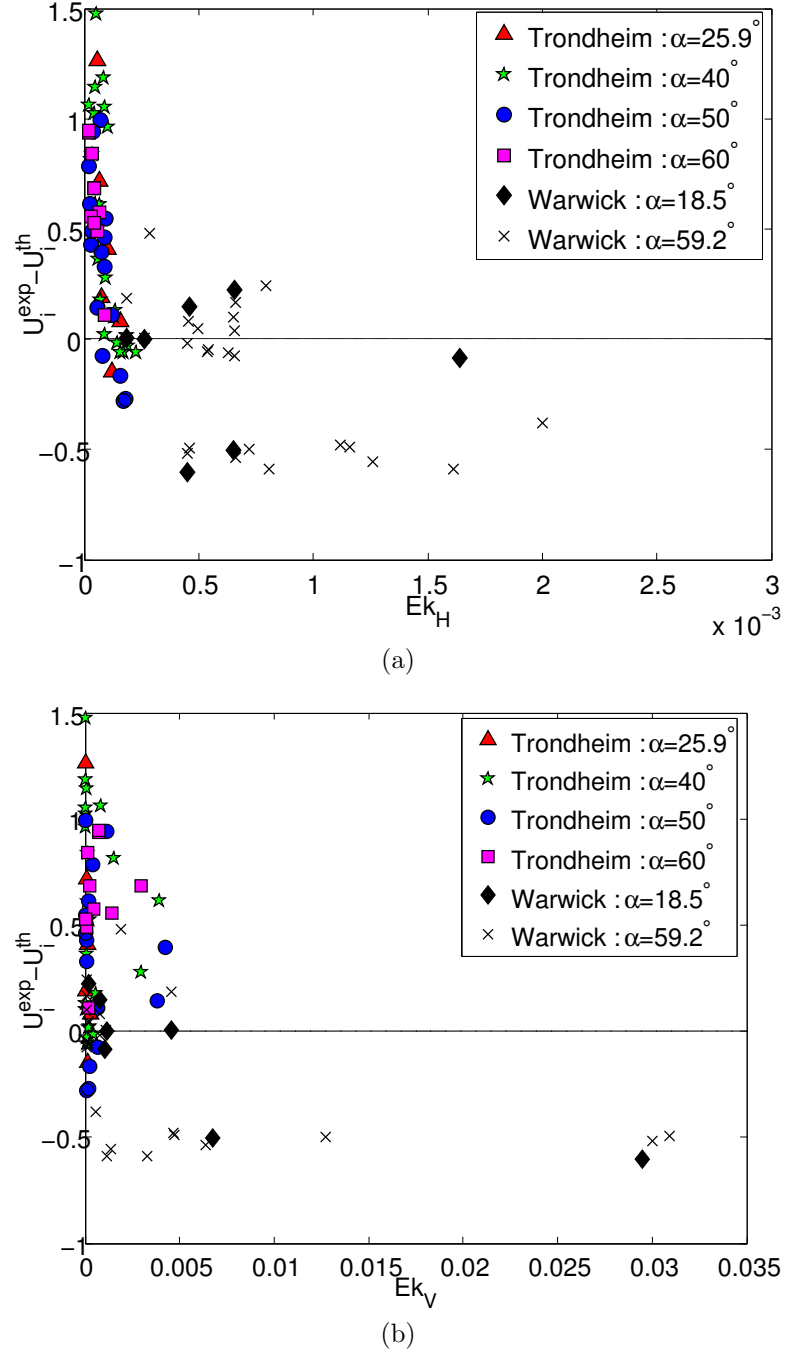 1.5
1
0.5
0
−0.5
−1
U_i^exp−U_i^th
Trondheim : α=25.9°
Trondheim : α=40°
Trondheim : α=50°
Trondheim : α=60°
Warwick : α=18.5°
Warwick : α=59.2°
0 0.5 1 1.5 2 2.5 3
x 10^−3
Ek_H
(a)
1.5
1
0.5
0
−0.5
−1
U_i^exp−U_i^th
Trondheim : α=25.9°
Trondheim : α=40°
Trondheim : α=50°
Trondheim : α=60°
Warwick : α=18.5°
Warwick : α=59.2°
0 0.005 0.01 0.015 0.02 0.025 0.03 0.035
Ek_V
(b)